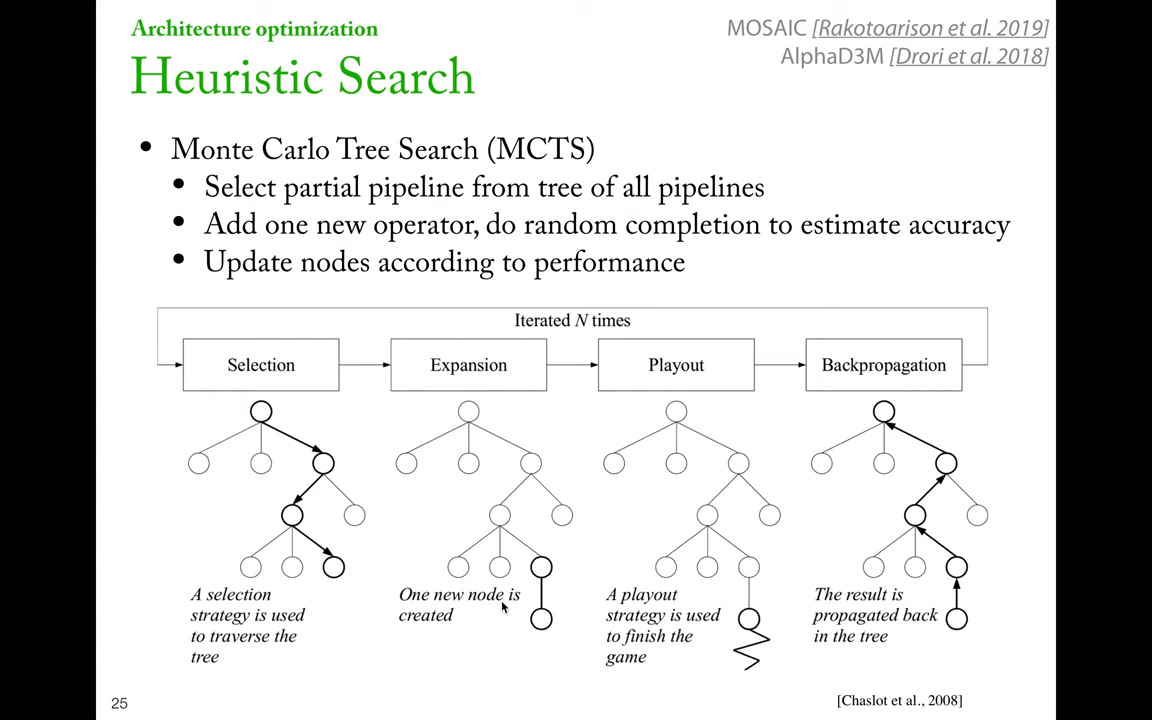 Architecture optimization
MOSAIC [Rakotoarison et al. 2019]
AlphaD3M [Drori et al. 2018]
Heuristic Search
• Monte Carlo Tree Search (MCTS)
• Select partial pipeline from tree of all pipelines
• Add one new operator, do random completion to estimate accuracy
• Update nodes according to performance
Iterated N times
Selection
Expansion
Playout
Backpropagation
A selection
strategy is used
to traverse the
tree
One new node is
created
A playout
strategy is used
to finish the
game
The result is
propagated back
in the tree
25
[Chaslot et al., 2008]